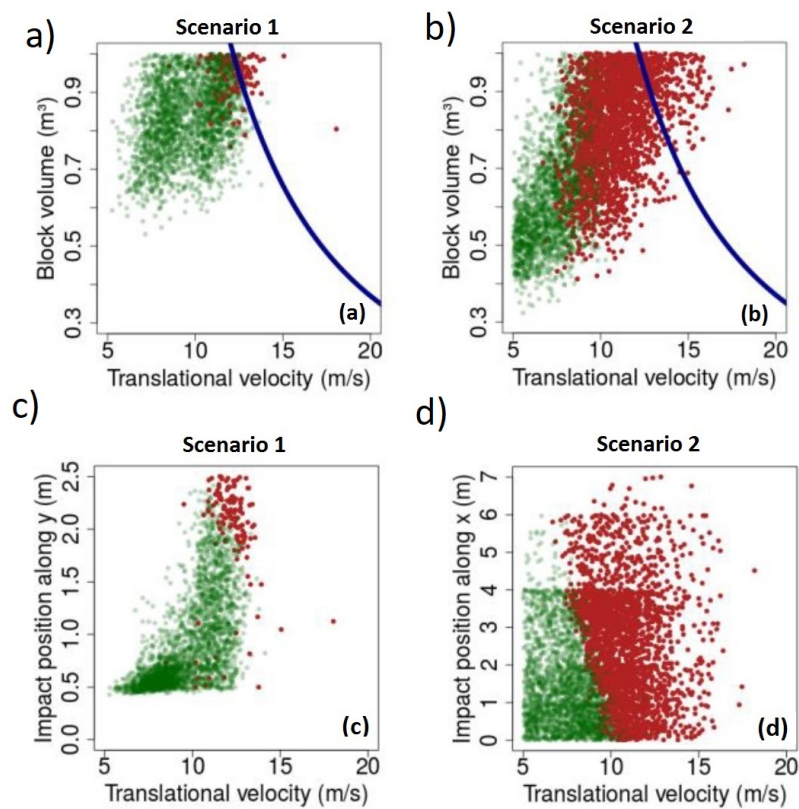 a)
Scenario 1
Block volume (m³)
0.9
0.7
0.5
0.3
(a)
5 10 15 20
Translational velocity (m/s)
b)
Scenario 2
Block volume (m³)
0.9
0.7
0.5
0.3
(b)
5 10 15 20
Translational velocity (m/s)
c)
Scenario 1
Impact position along y (m)
2.5
2.0
1.5
1.0
0.5
0.0
(c)
5 10 15 20
Translational velocity (m/s)
d)
Scenario 2
Impact position along x (m)
7
6
5
4
3
2
1
0
(d)
5 10 15 20
Translational velocity (m/s)